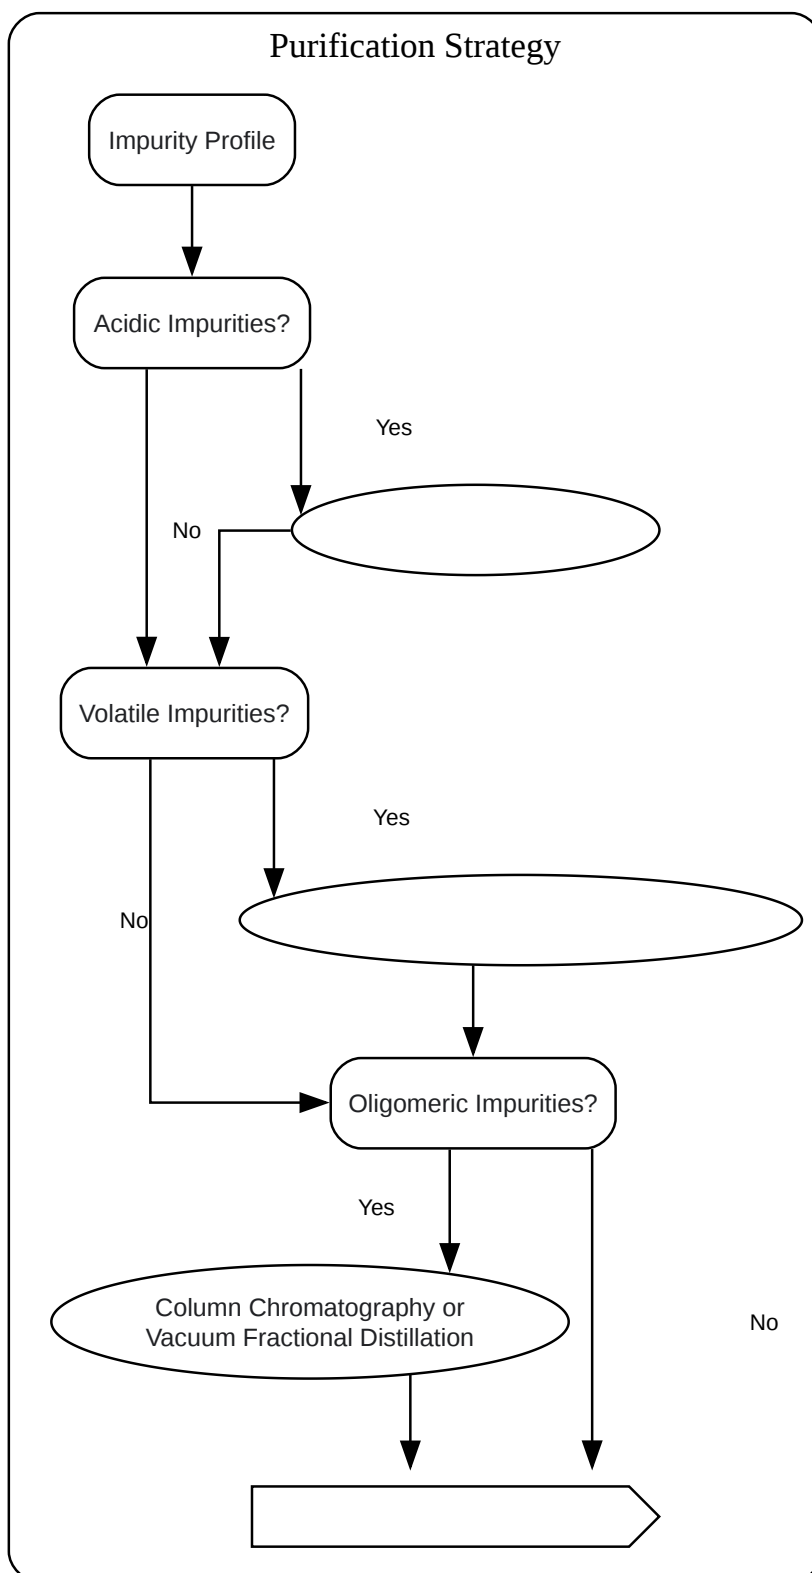 Purification Strategy
Impurity Profile
Acidic Impurities?
Yes
No
Volatile Impurities?
Yes
No
Oligomeric Impurities?
Yes
Column Chromatography or
Vacuum Fractional Distillation
No